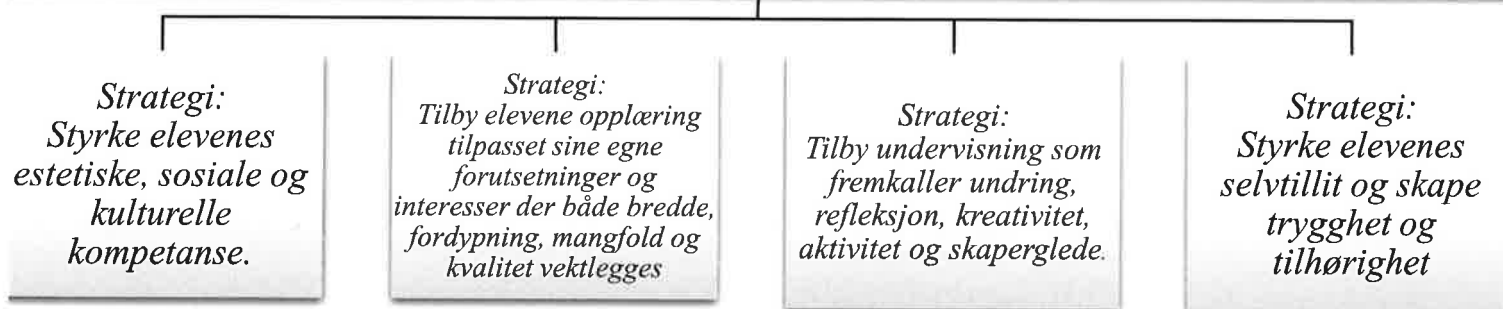 Strategi:
Styrke elevenes
estetiske, sosiale og
kulturelle
kompetanse.
Strategi:
Tilby elevene opplæring
tilpasset sine egne
forutsetninger og
interesser der både bredde,
fordypning, mangfold og
kvalitet vektlegges
Strategi:
Tilby undervisning som
fremkaller undring,
refleksjon, kreativitet,
aktivitet og skaperglede.
Strategi:
Styrke elevenes
selvtillit og skape
trygghet og
tilhørighet